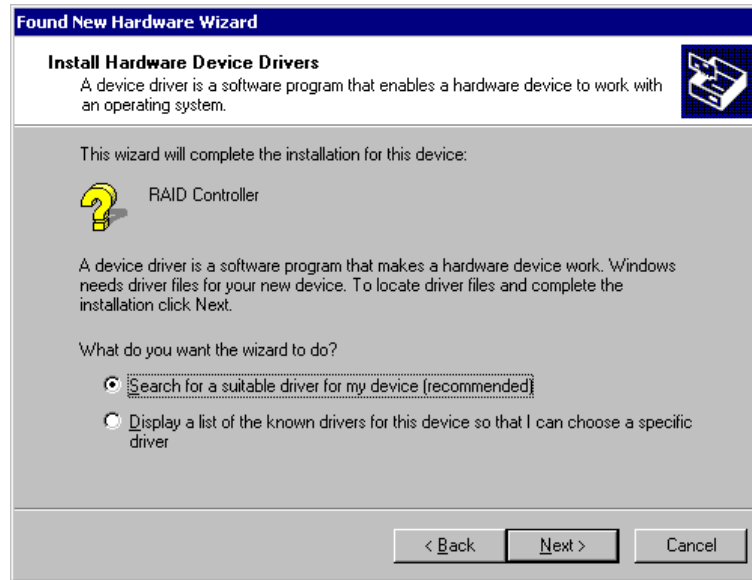 Found New Hardware Wizard
Install Hardware Device Drivers
A device driver is a software program that enables a hardware device to work with
an operating system.
This wizard will complete the installation for this device:
RAID Controller
A device driver is a software program that makes a hardware device work. Windows
needs driver files for your new device. To locate driver files and complete the
installation click Next.
What do you want the wizard to do?
Search for a suitable driver for my device (recommended)
Display a list of the known drivers for this device so that I can choose a specific
driver
< Back Next > Cancel